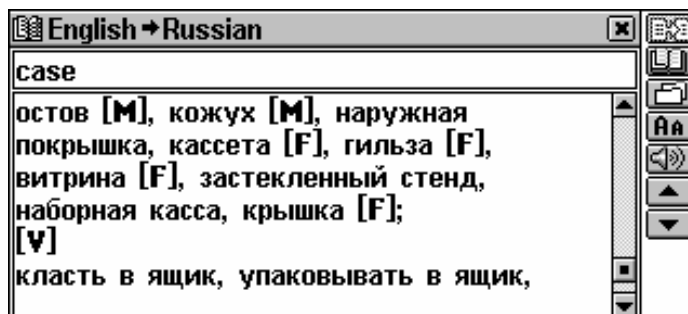 English→Russian
case
остов [M], кожух [M], наружная
покрышка, кассета [F], гильза [F],
витрина [F], застекленный стенд,
наборная касса, крышка [F];
[V]
класть в ящик, упаковывать в ящик,
Aa